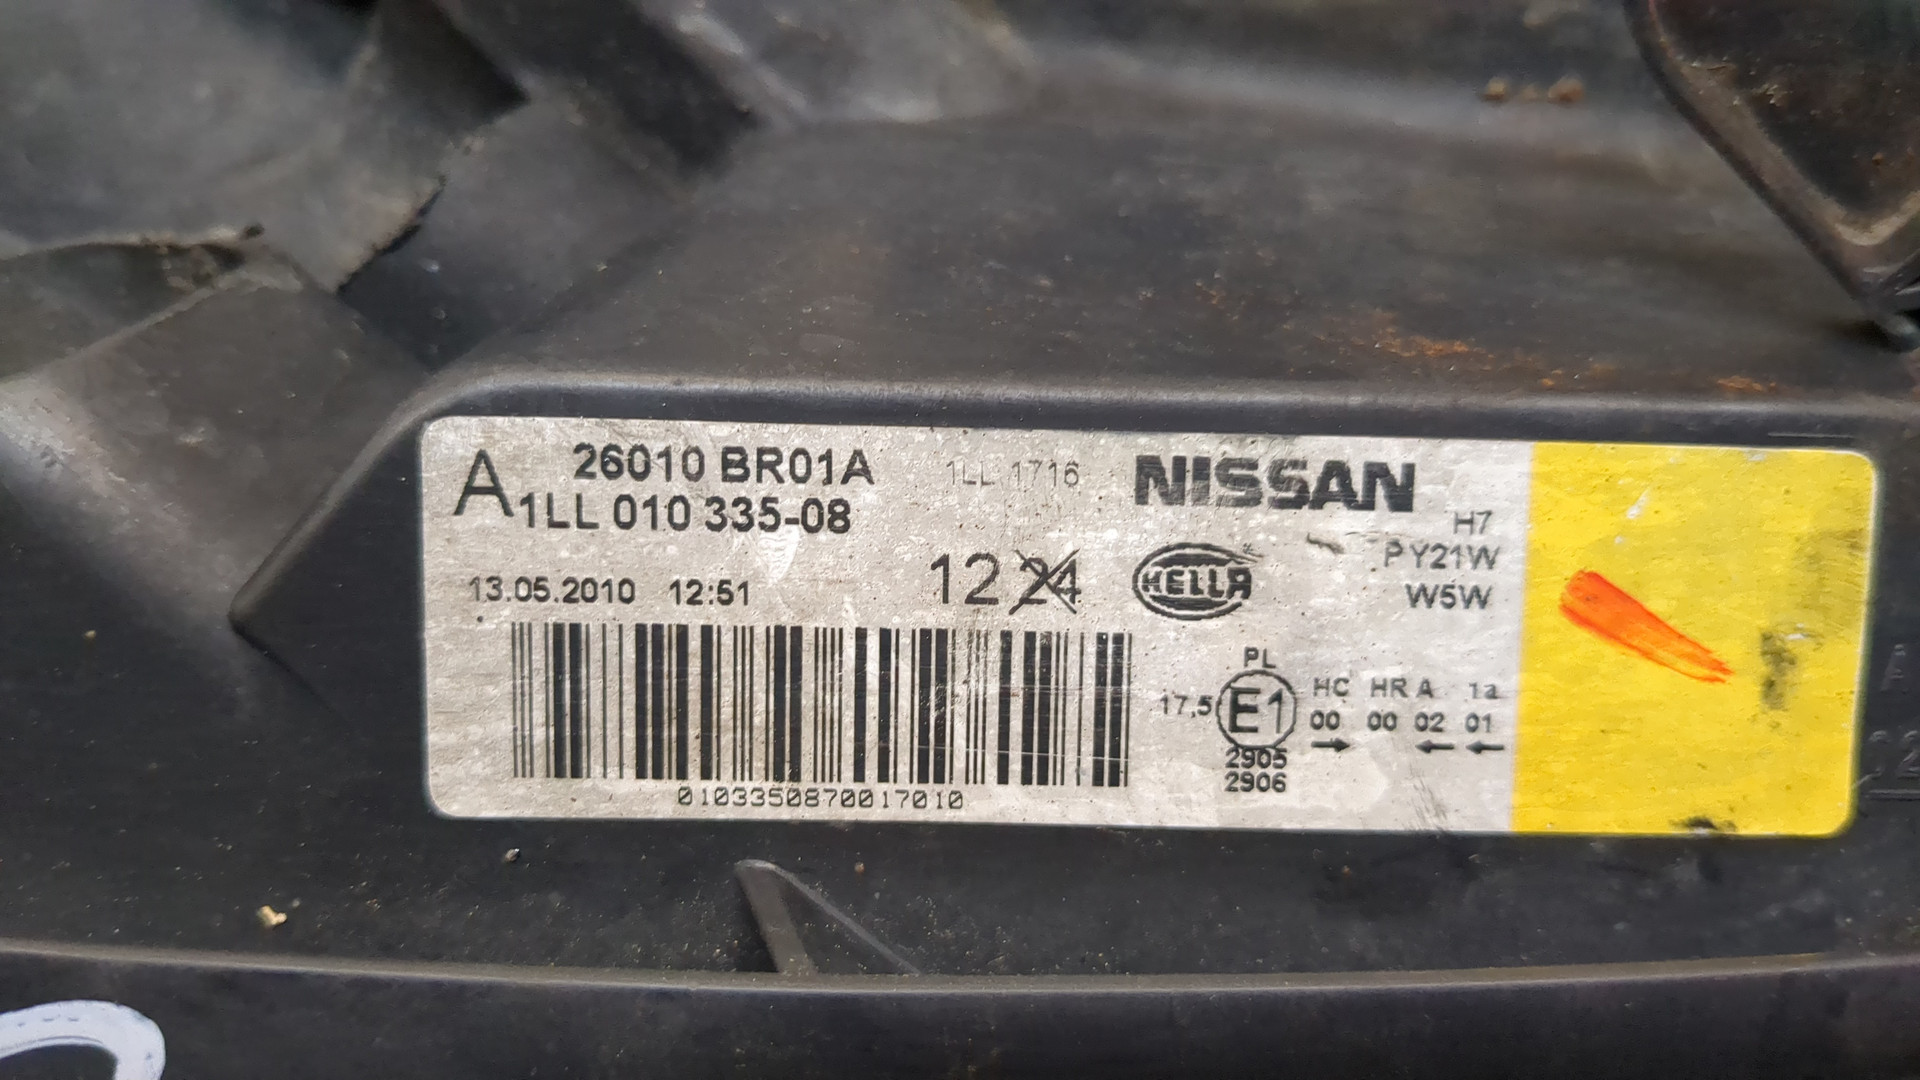 A 26010 BR01A 1LL 1716 NISSAN
1LL 010 335-08
H7
PY21W
W5W
13.05.2010 12:51 12 24 HELLA
PL
17,5 E1 HC HR A 1a
00 00 02 01
→ ← ←
2905
2906
0103350870017010